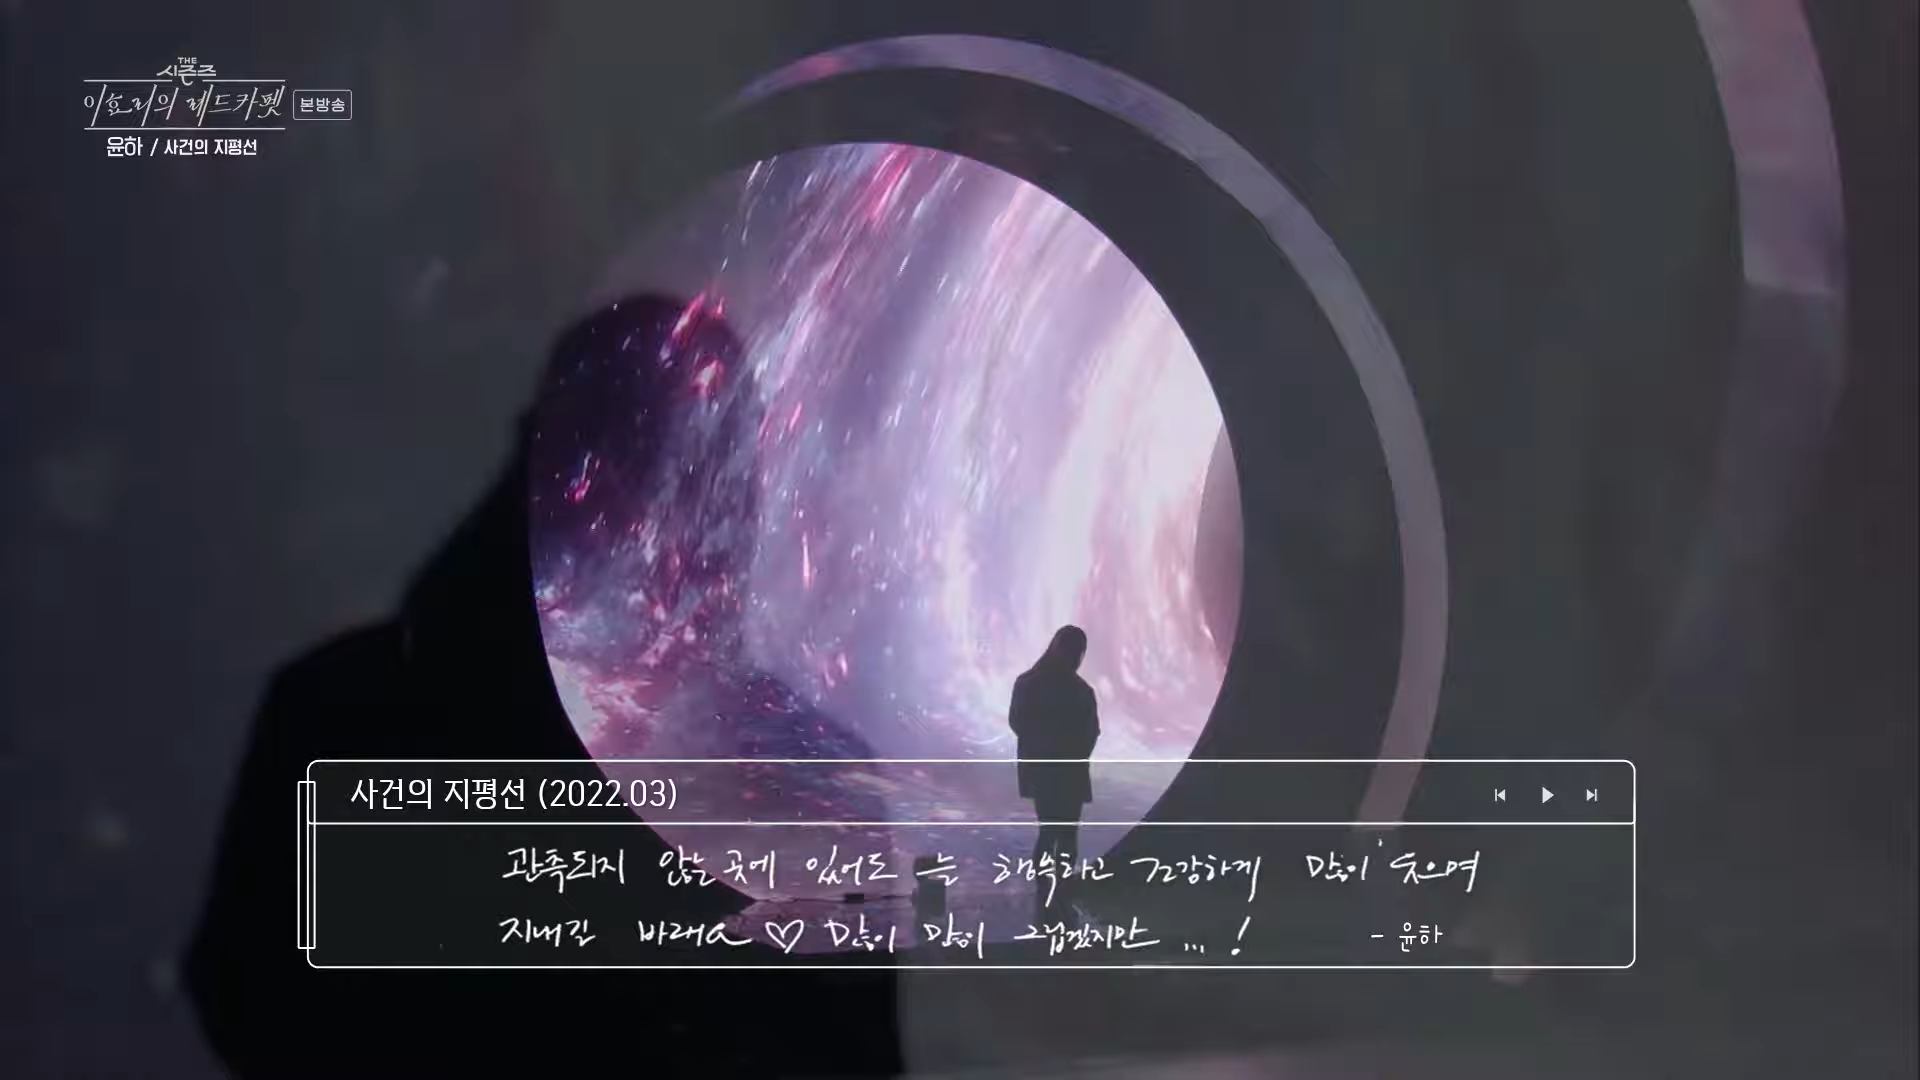 THE
시즌즈
이효리의 레드카펫 본방송
윤하 / 사건의 지평선
사건의 지평선 (2022.03)
관측되지 않는 곳에 있어도 늘 행복하고 건강하게 많이 웃으며
지내길 바래요 ♡ 많이 많이 그립겠지만 ... !
- 윤하